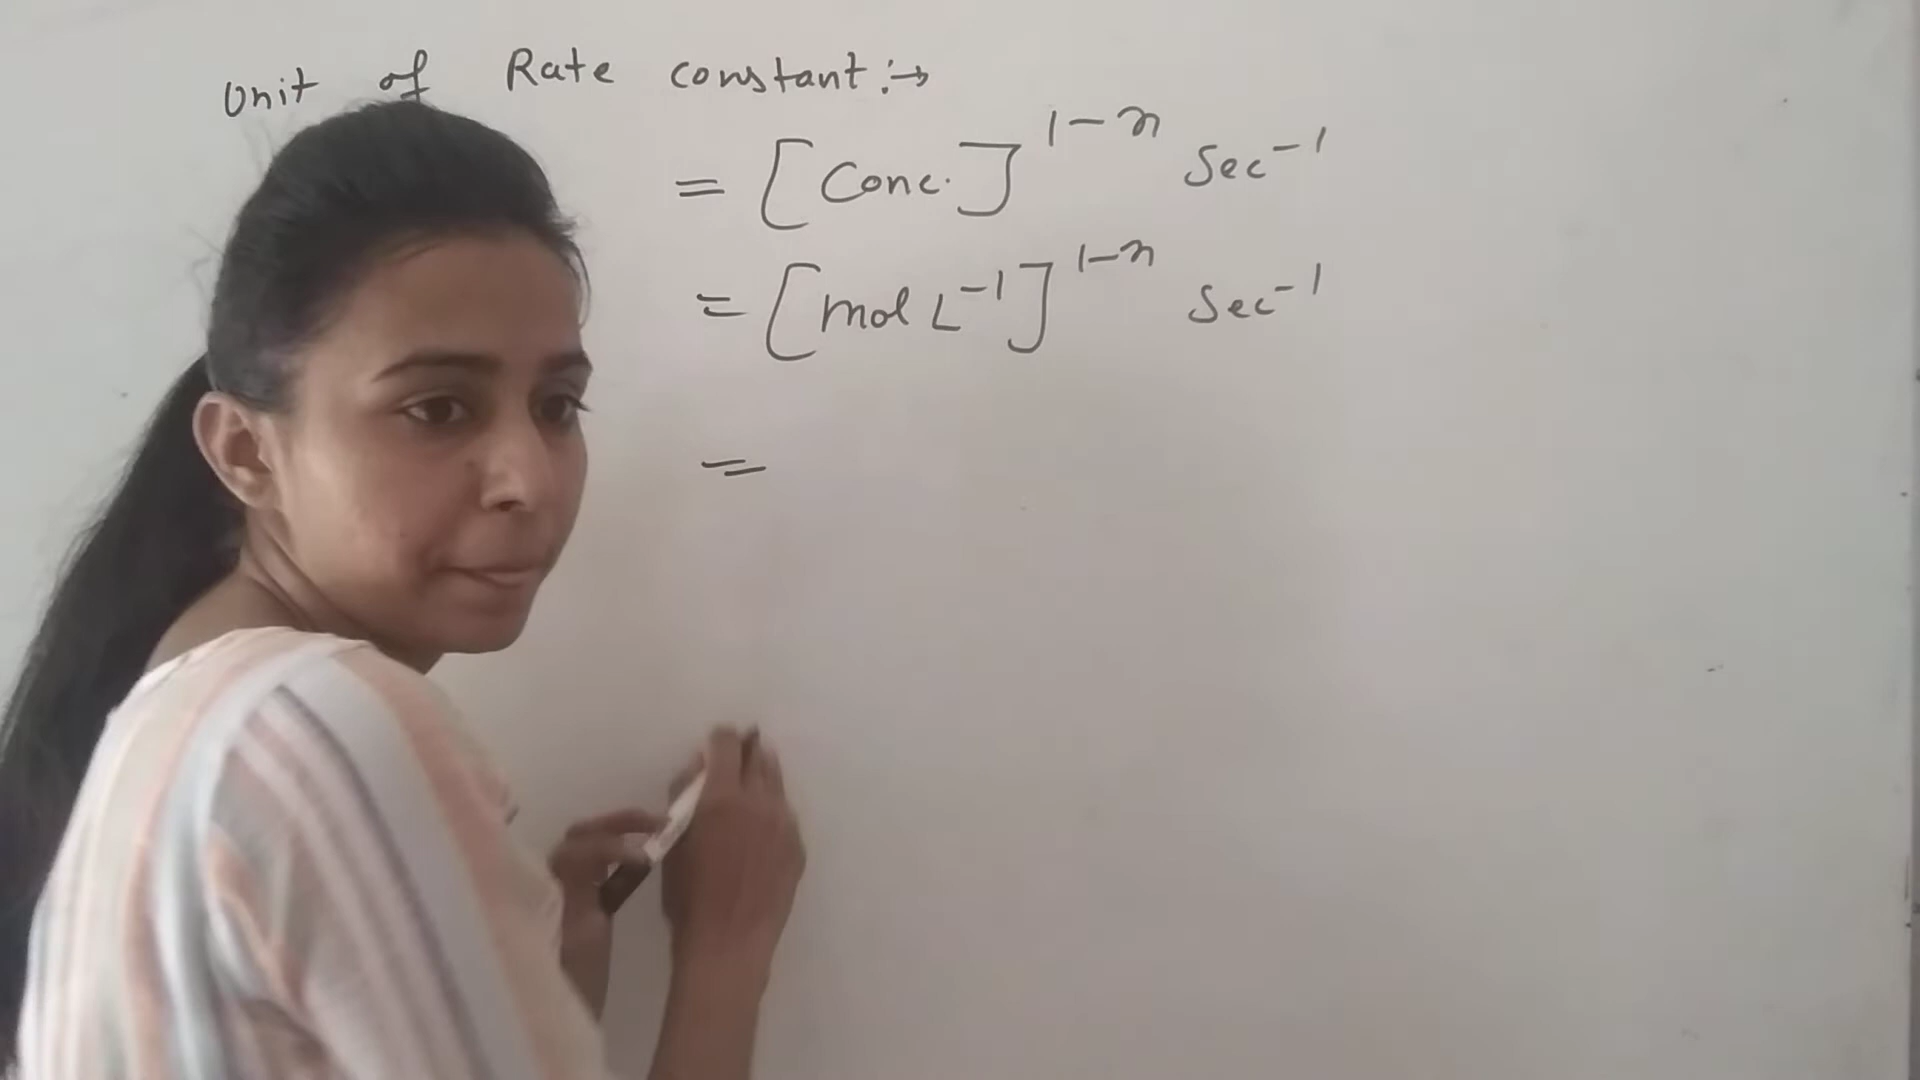 Unit of Rate constant :→
= [Conc.]^{1-n} Sec^{-1}
= [mol L^{-1}]^{1-n} Sec^{-1}
=